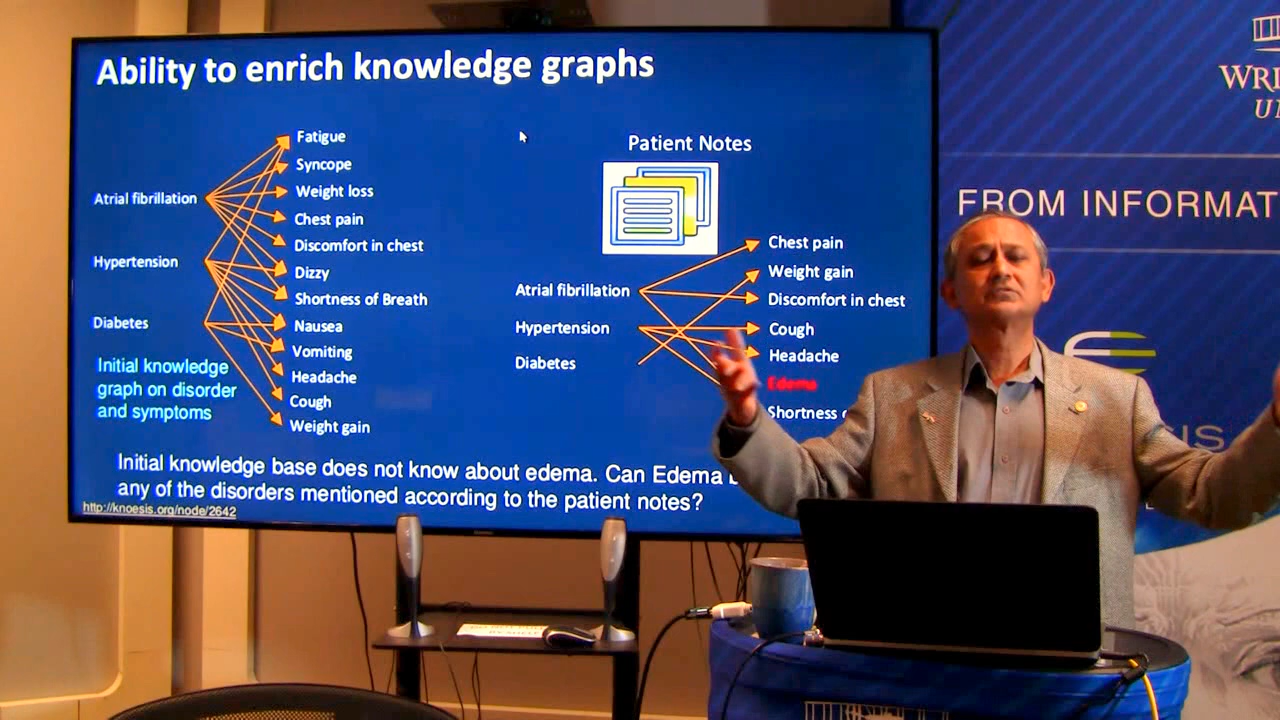 Ability to enrich knowledge graphs
Fatigue
Syncope
Weight loss
Chest pain
Discomfort in chest
Dizzy
Shortness of Breath
Nausea
Vomiting
Headache
Cough
Weight gain
Atrial fibrillation
Hypertension
Diabetes
Initial knowledge
graph on disorder
and symptoms
Patient Notes
Atrial fibrillation
Hypertension
Diabetes
Chest pain
Weight gain
Discomfort in chest
Cough
Headache
Edema
Shortness
Initial knowledge base does not know about edema. Can Edema
any of the disorders mentioned according to the patient notes?
http://knoesis.org/node/2642
WRI
U
FROM INFORMAT
SIS